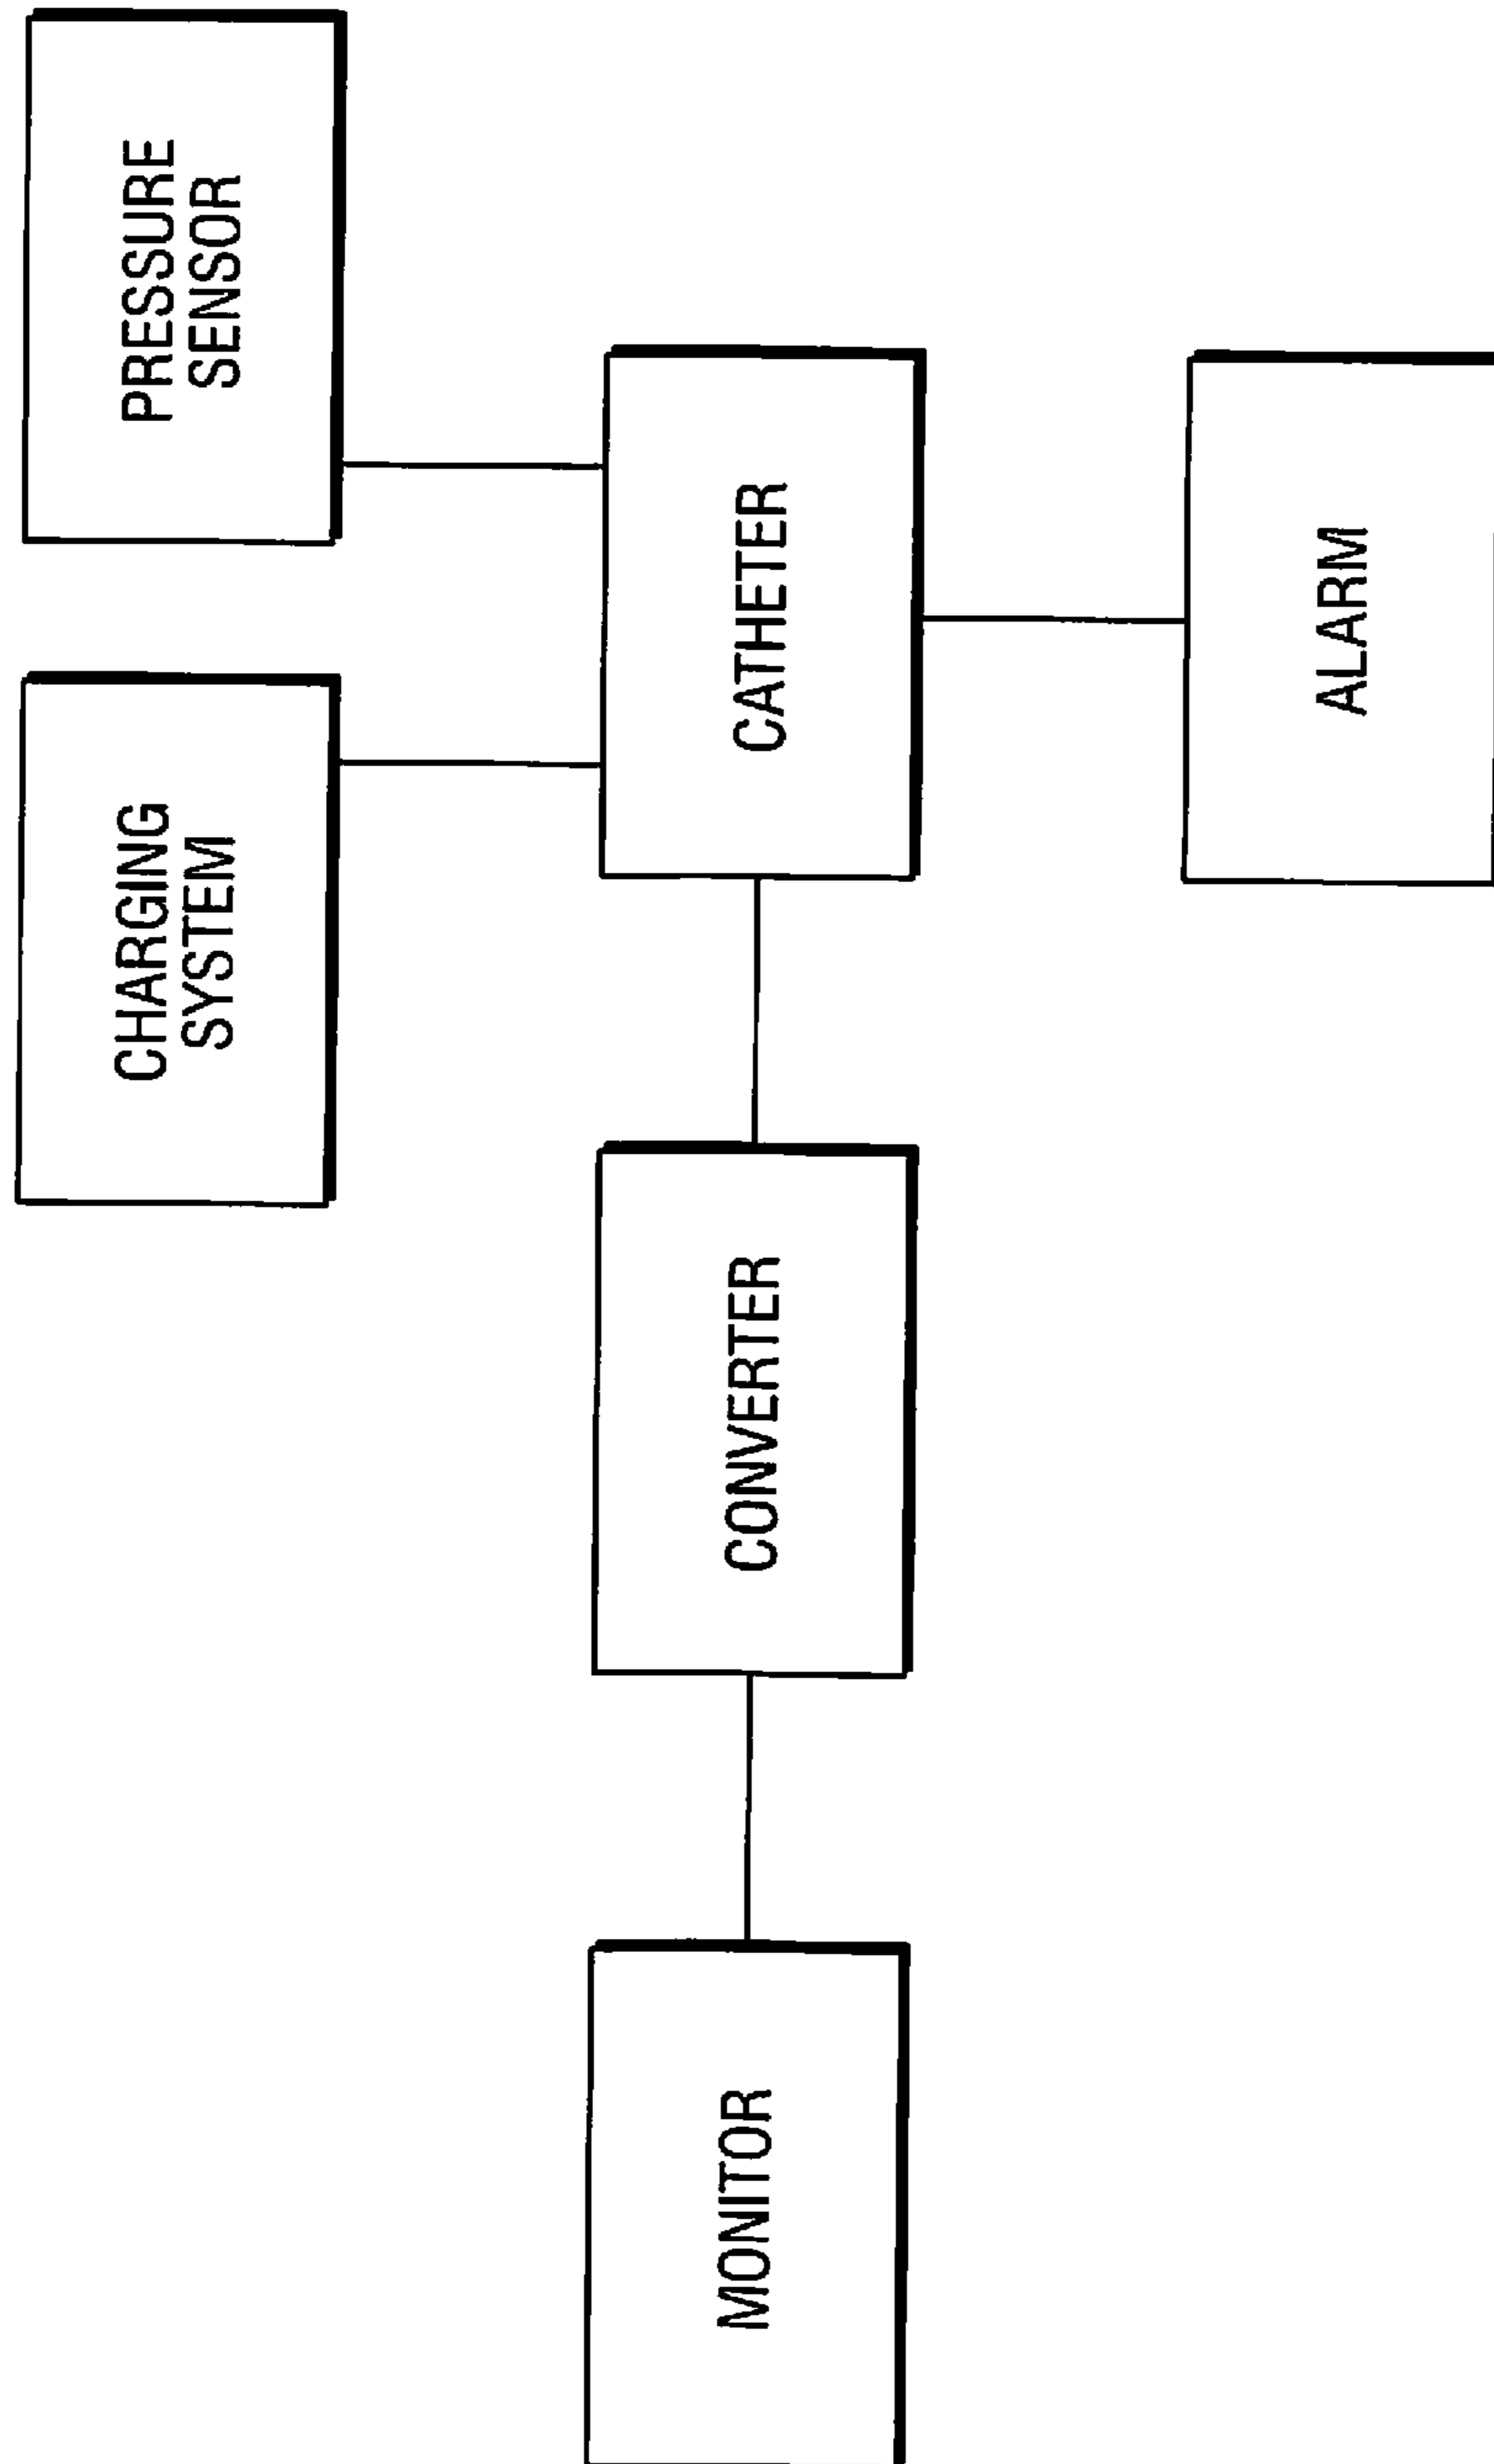 PRESSURE
SENSOR
CHARGING
SYSTEM
CATHETER
ALARM
CONVERTER
MONITOR